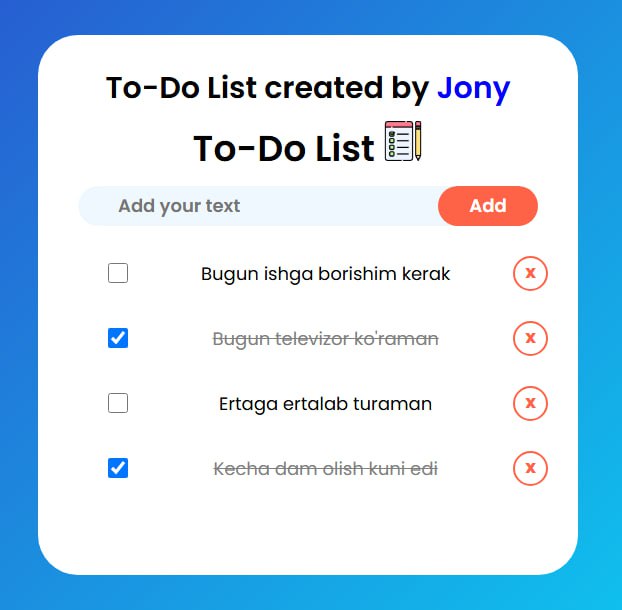 To-Do List created by Jony
To-Do List
Add your text Add
Bugun ishga borishim kerak x
Bugun televizor ko'raman x
Ertaga ertalab turaman x
Kecha dam olish kuni edi x